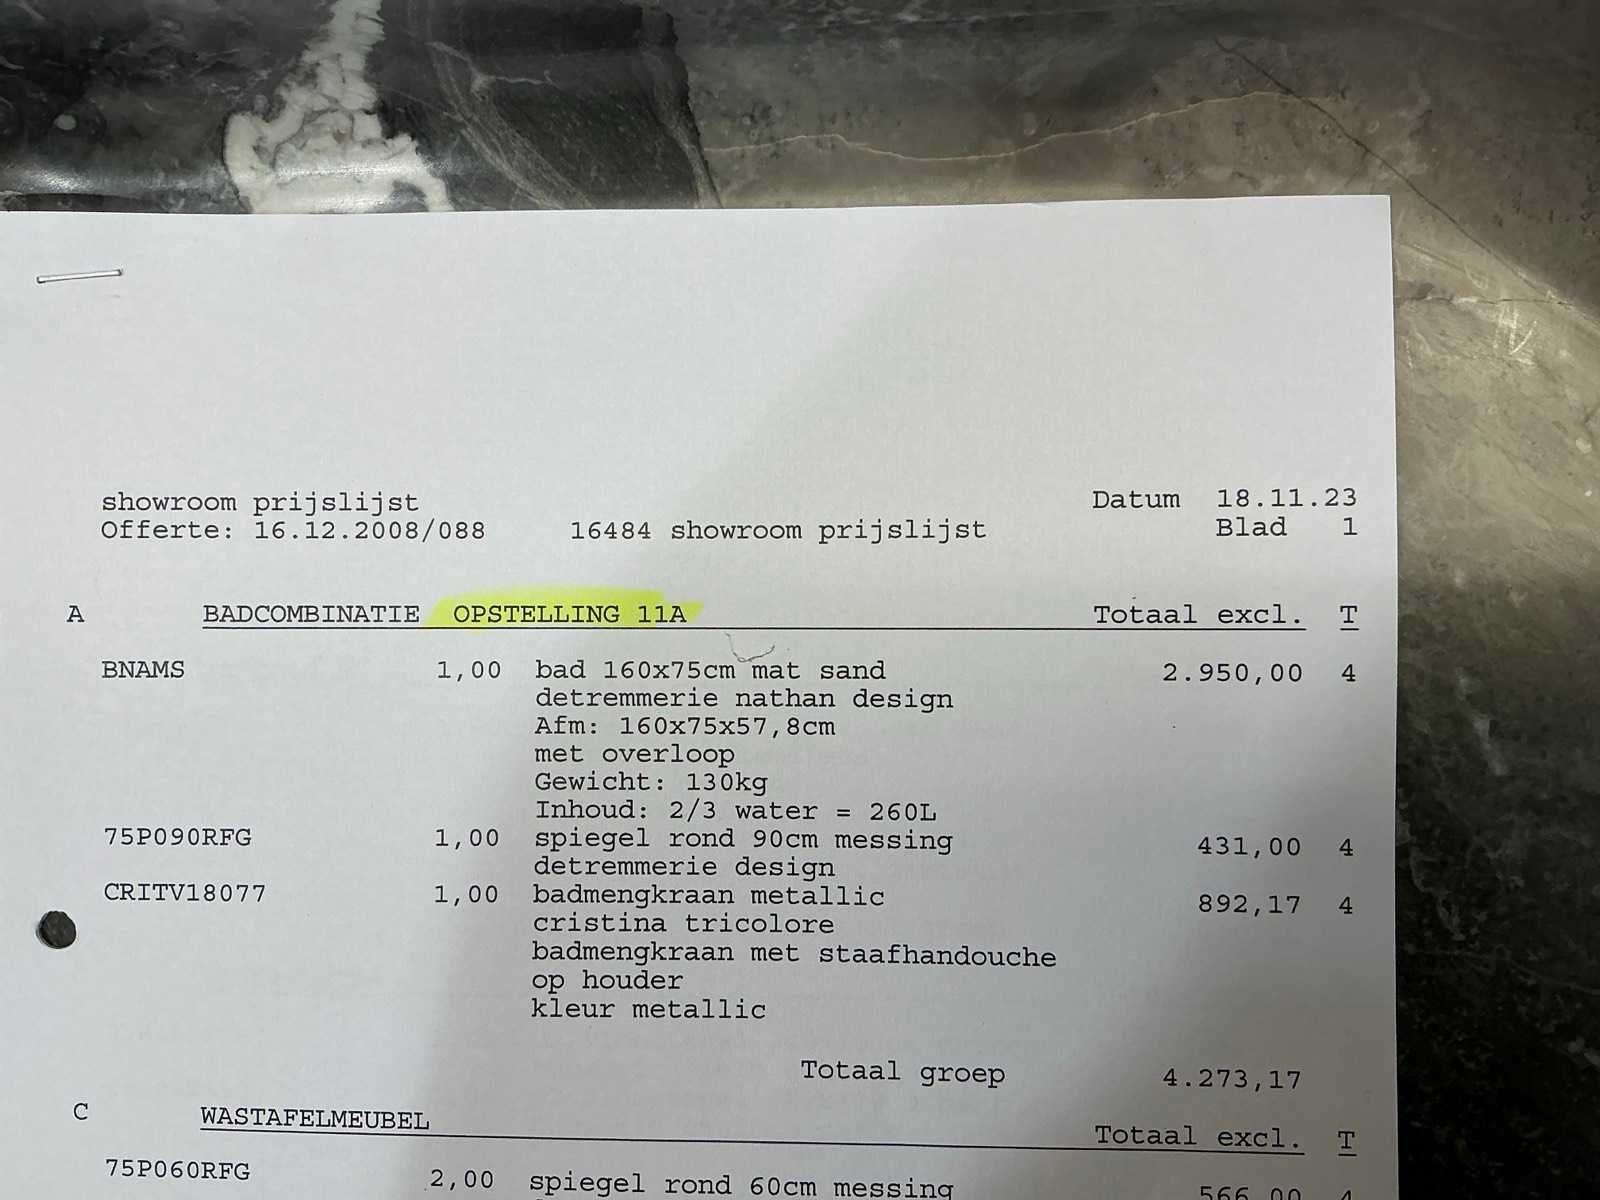 showroom prijslijst Datum 18.11.23
Offerte: 16.12.2008/088 16484 showroom prijslijst Blad 1
A BADCOMBINATIE OPSTELLING 11A Totaal excl. T
BNAMS 1,00 bad 160x75cm mat sand 2.950,00 4
detremmerie nathan design
Afm: 160x75x57,8cm
met overloop
Gewicht: 130kg
Inhoud: 2/3 water = 260L
75P090RFG 1,00 spiegel rond 90cm messing 431,00 4
detremmerie design
CRITV18077 1,00 badmengkraan metallic 892,17 4
cristina tricolore
badmengkraan met staafhandouche
op houder
kleur metallic
Totaal groep 4.273,17
C WASTAFELMEUBEL Totaal excl. T
75P060RFG 2,00 spiegel rond 60cm messing 566,00 4